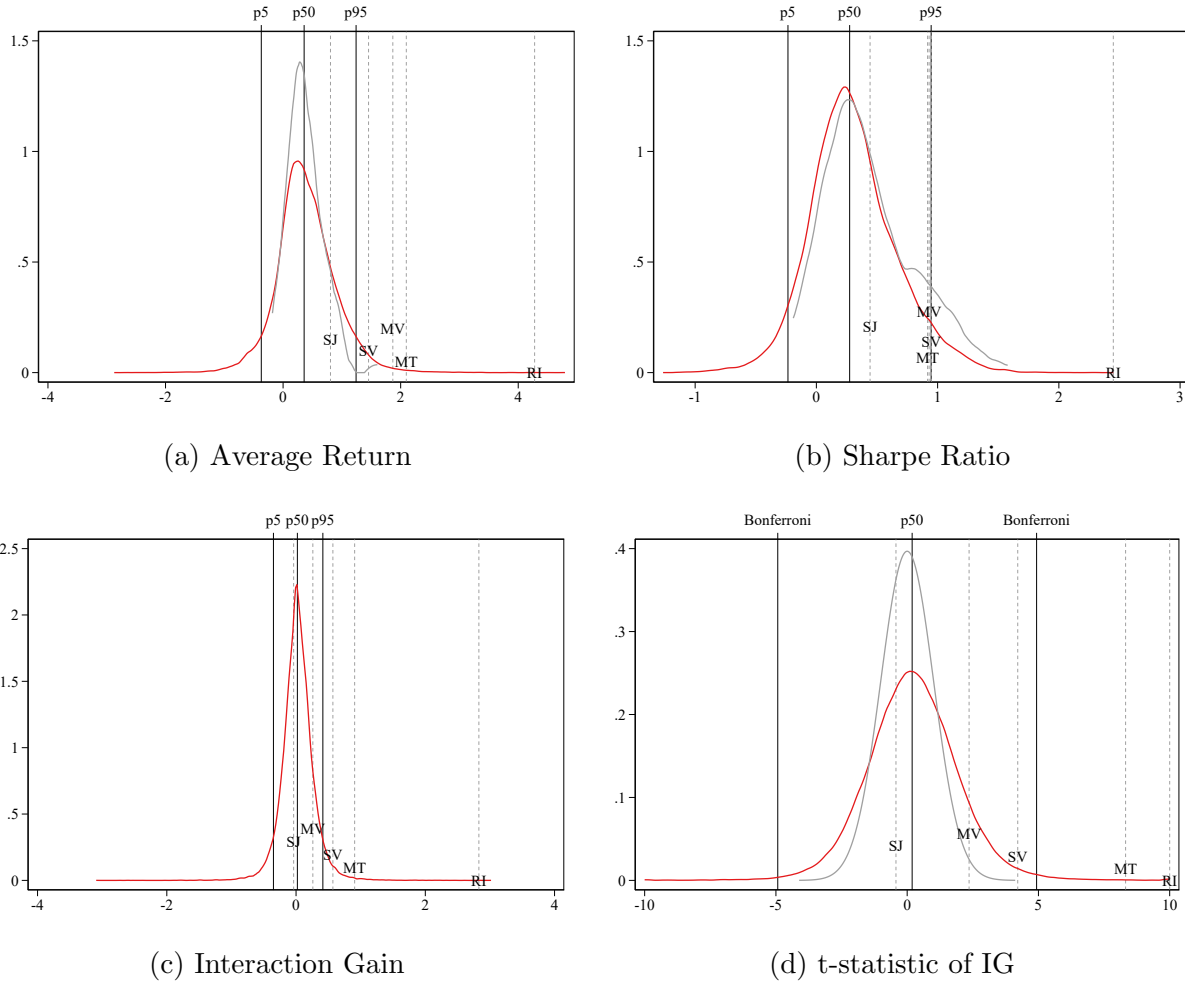 p5 p50 p95
1.5
1
.5
0
SJ
SV
MV
MT
RI
-4 -2 0 2 4
(a) Average Return
p5 p50 p95
1.5
1
.5
0
SJ
MV
SV
MT
RI
-1 0 1 2 3
(b) Sharpe Ratio
p5 p50 p95
2.5
2
1.5
1
.5
0
SJ
MV
SV
MT
RI
-4 -2 0 2 4
(c) Interaction Gain
Bonferroni p50 Bonferroni
.4
.3
.2
.1
0
SJ
MV
SV
MT
RI
-10 -5 0 5 10
(d) t-statistic of IG